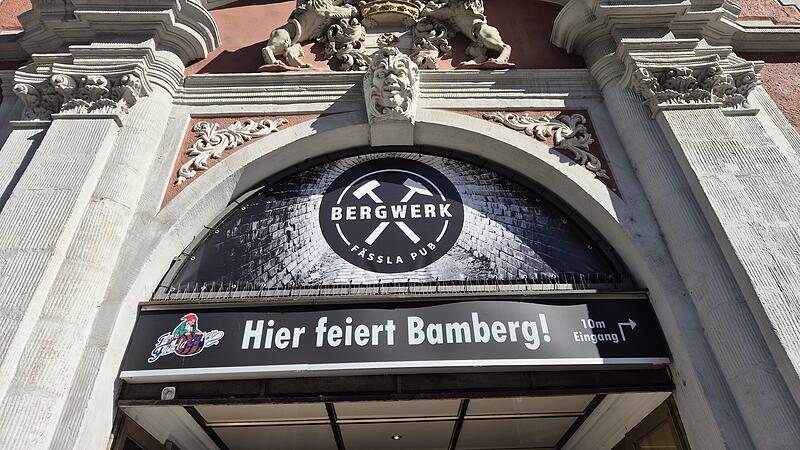 BERGWERK
FÄSSLA PUB
Hier feiert Bamberg!
10m
Eingang